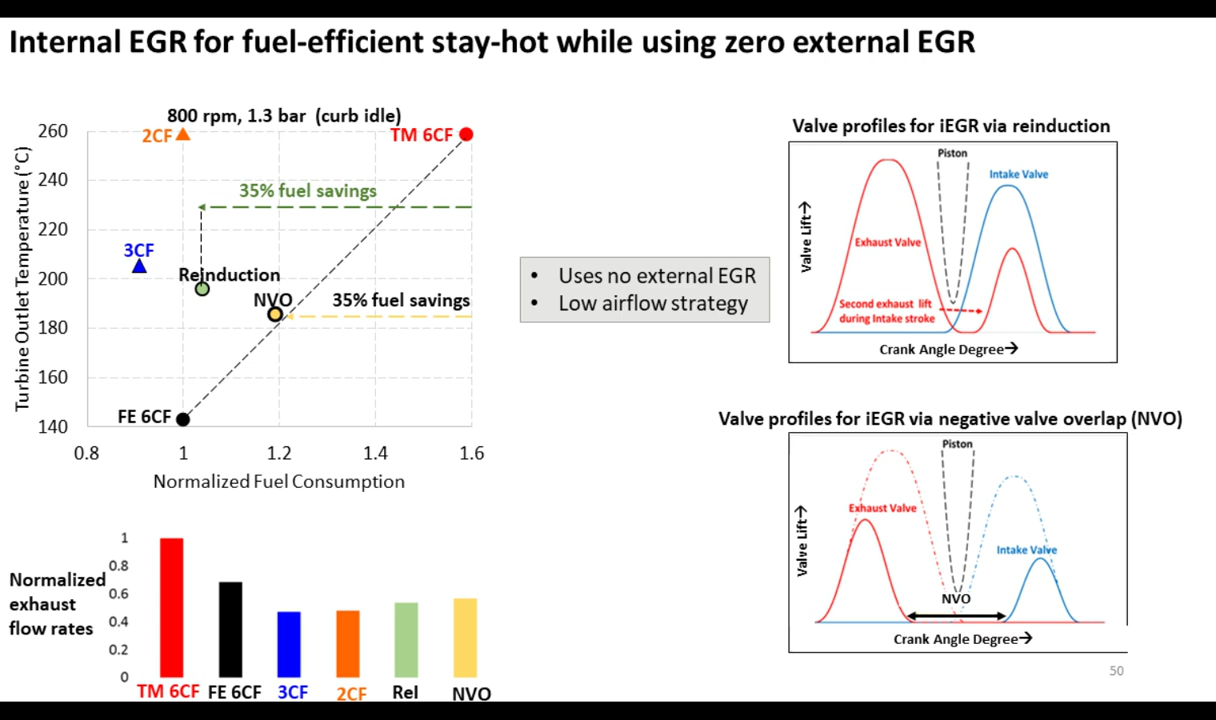 Internal EGR for fuel-efficient stay-hot while using zero external EGR
800 rpm, 1.3 bar (curb idle)
Turbine Outlet Temperature (°C)
260
240
220
200
180
160
140
2CF
TM 6CF
35% fuel savings
3CF
Reinduction
NVO
35% fuel savings
FE 6CF
0.8
1
1.2
1.4
1.6
Normalized Fuel Consumption
Normalized
exhaust
flow rates
1
0.8
0.6
0.4
0.2
0
TM 6CF
FE 6CF
3CF
2CF
ReI
NVO
• Uses no external EGR
• Low airflow strategy
Valve profiles for iEGR via reinduction
Piston
Intake Valve
Valve Lift→
Exhaust Valve
Second exhaust lift
during Intake stroke
Crank Angle Degree→
Valve profiles for iEGR via negative valve overlap (NVO)
Piston
Exhaust Valve
Valve Lift→
Intake Valve
NVO
Crank Angle Degree→
50